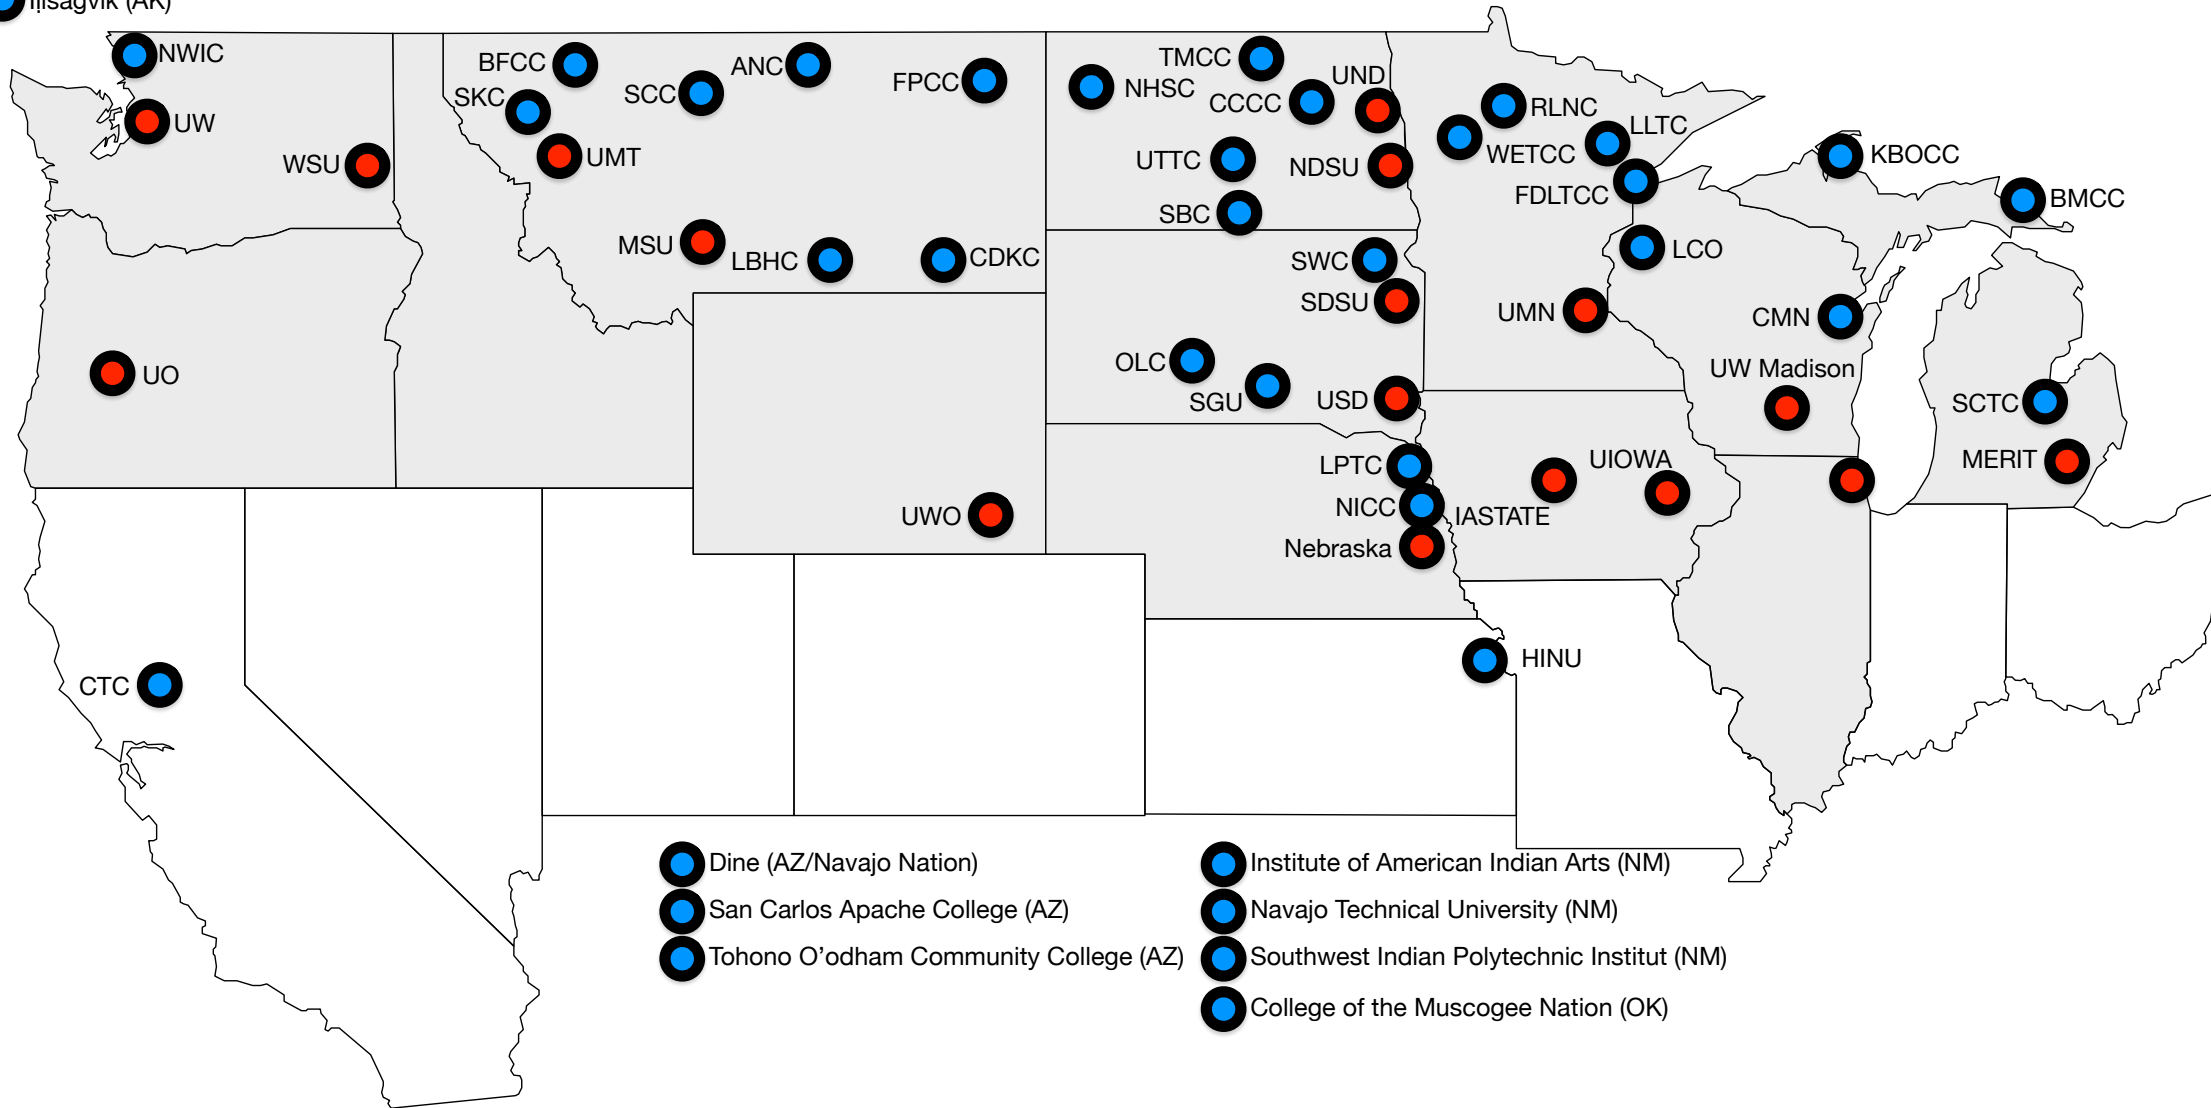 Iḷisaġvik (AK)
NWIC
UW
WSU
UO
BFCC
SKC
SCC
ANC
FPCC
UMT
MSU
LBHC
CDKC
UWO
TMCC
NHSC
UND
CCCC
UTTC
NDSU
SBC
SWC
SDSU
OLC
SGU
USD
LPTC
NICC
Nebraska
RLNC
LLTC
WETCC
FDLTCC
UMN
LCO
CMN
UW Madison
KBOCC
BMCC
SCTC
MERIT
UIOWA
IASTATE
CTC
HINU
Dine (AZ/Navajo Nation)
San Carlos Apache College (AZ)
Tohono O’odham Community College (AZ)
Institute of American Indian Arts (NM)
Navajo Technical University (NM)
Southwest Indian Polytechnic Institut (NM)
College of the Muscogee Nation (OK)